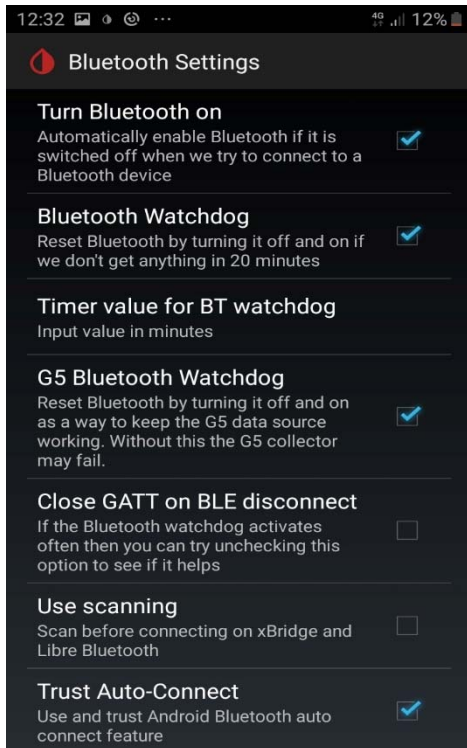 12:32 ... 4G 12%
Bluetooth Settings
Turn Bluetooth on
Automatically enable Bluetooth if it is
switched off when we try to connect to a
Bluetooth device
Bluetooth Watchdog
Reset Bluetooth by turning it off and on if
we don't get anything in 20 minutes
Timer value for BT watchdog
Input value in minutes
G5 Bluetooth Watchdog
Reset Bluetooth by turning it off and on
as a way to keep the G5 data source
working. Without this the G5 collector
may fail.
Close GATT on BLE disconnect
If the Bluetooth watchdog activates
often then you can try unchecking this
option to see if it helps
Use scanning
Scan before connecting on xBridge and
Libre Bluetooth
Trust Auto-Connect
Use and trust Android Bluetooth auto
connect feature